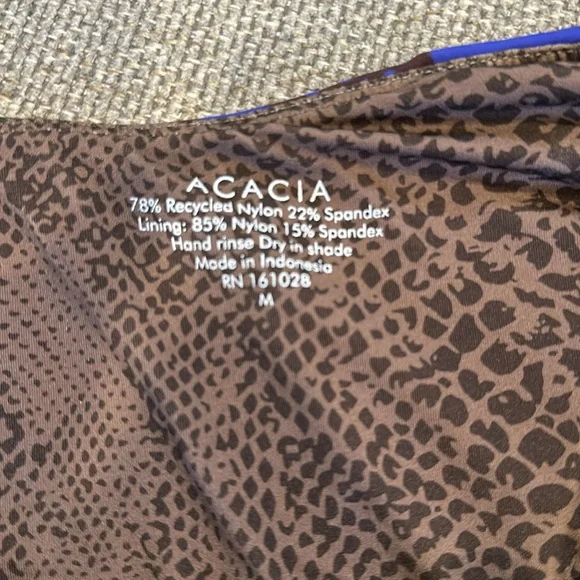 ACACIA
78% Recycled Nylon 22% Spandex
Lining: 85% Nylon 15% Spandex
Hand rinse Dry in shade
Made in Indonesia
RN 161028
M